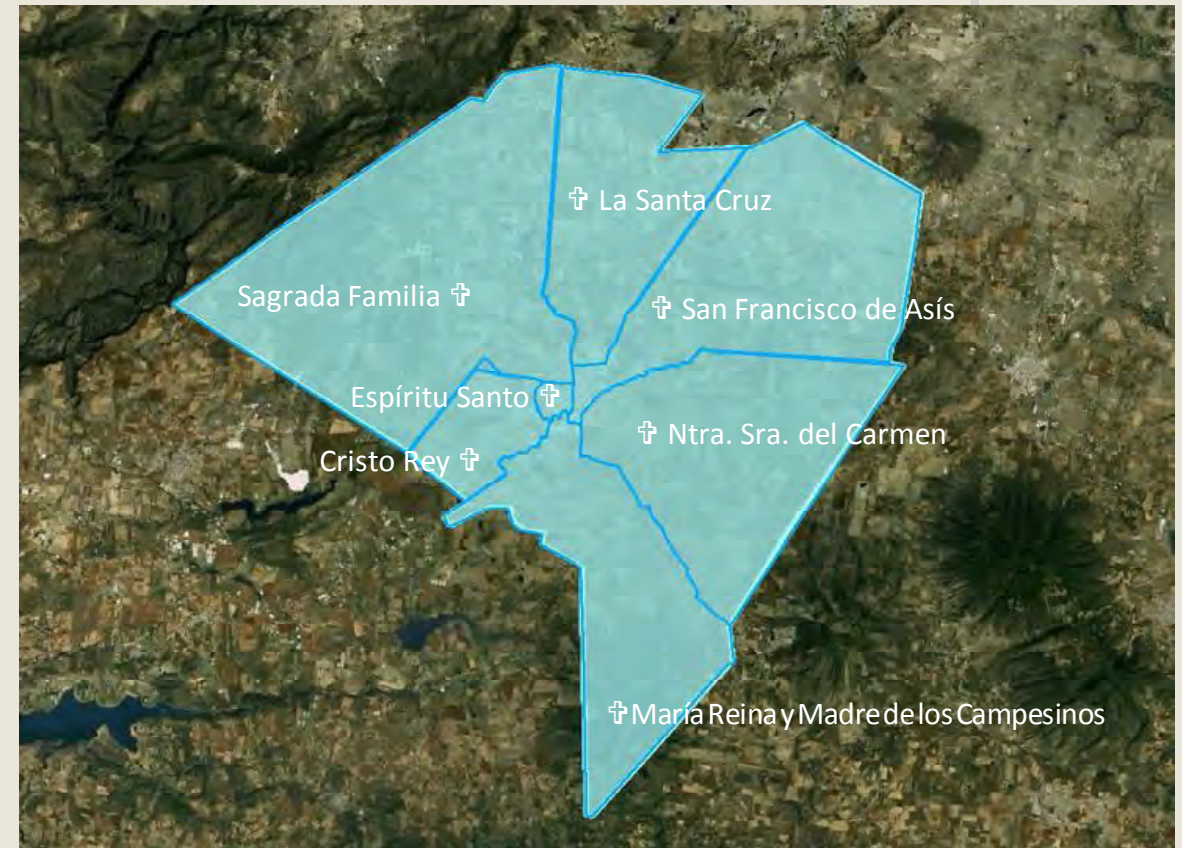 ✞ La Santa Cruz
Sagrada Familia ✞
✞ San Francisco de Asís
Espíritu Santo ✞
✞ Ntra. Sra. del Carmen
Cristo Rey ✞
✞ María Reina y Madre de los Campesinos